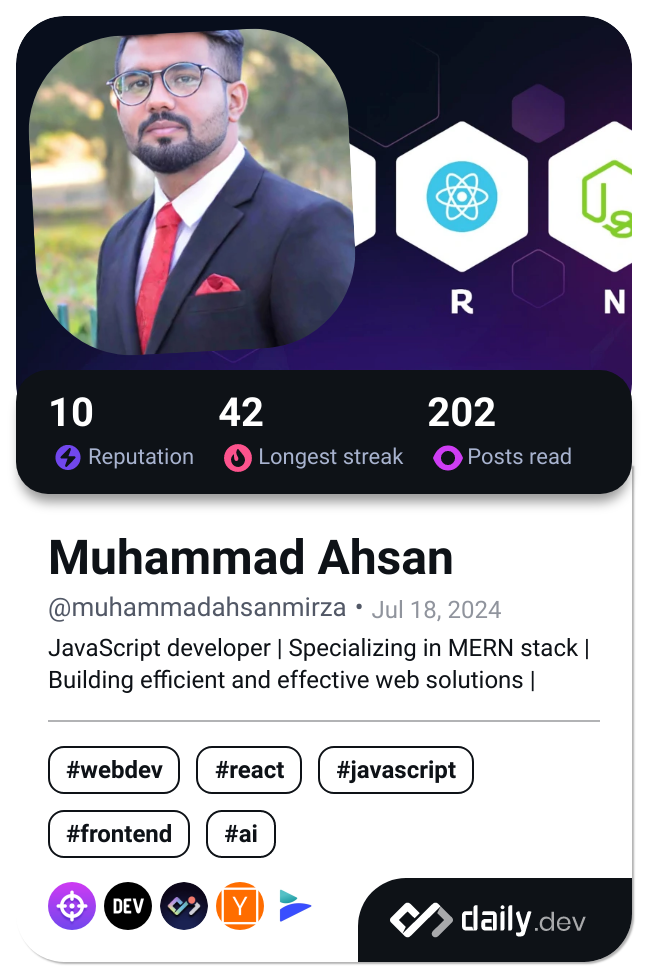 R N
10 42 202
Reputation Longest streak Posts read
Muhammad Ahsan
@muhammadahsanmirza • Jul 18, 2024
JavaScript developer | Specializing in MERN stack |
Building efficient and effective web solutions |
#webdev #react #javascript
#frontend #ai
DEV Y
daily.dev